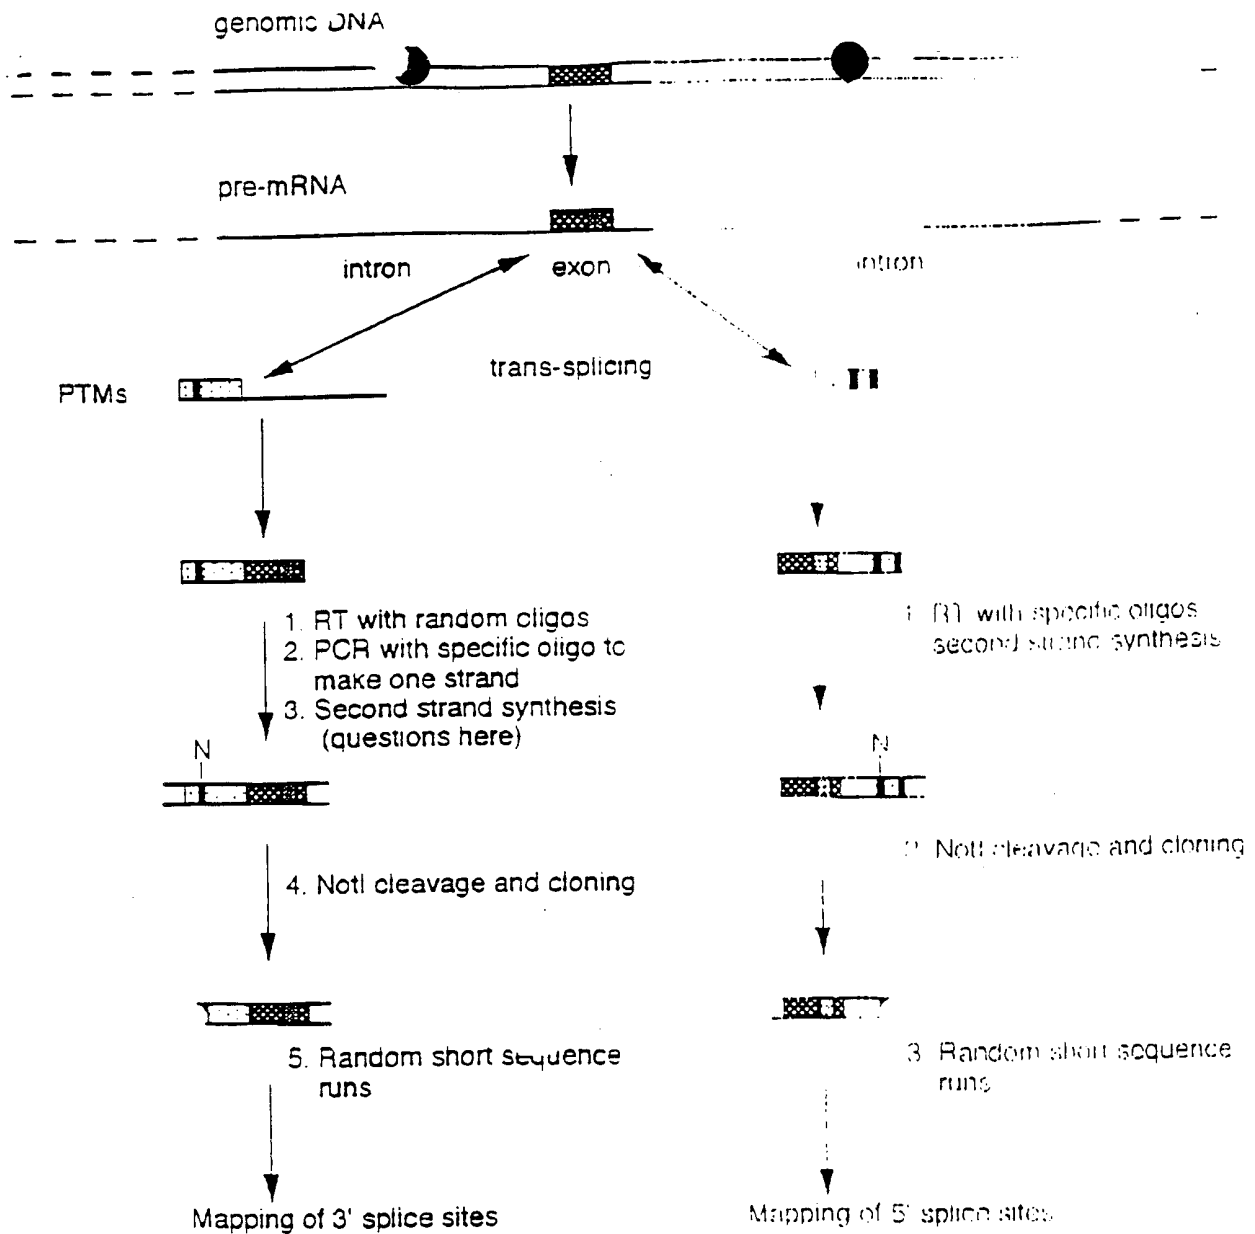 genomic DNA
pre-mRNA
intron
exon
intron
trans-splicing
PTMs
1. RT with random oligos
2. PCR with specific oligo to
make one strand
3. Second strand synthesis
(questions here)
N
4. NotI cleavage and cloning
5. Random short sequence
runs
Mapping of 3' splice sites
1. RT with specific oligos
second strand synthesis
N
2. NotI cleavage and cloning
3. Random short sequence
runs
Mapping of 5' splice sites